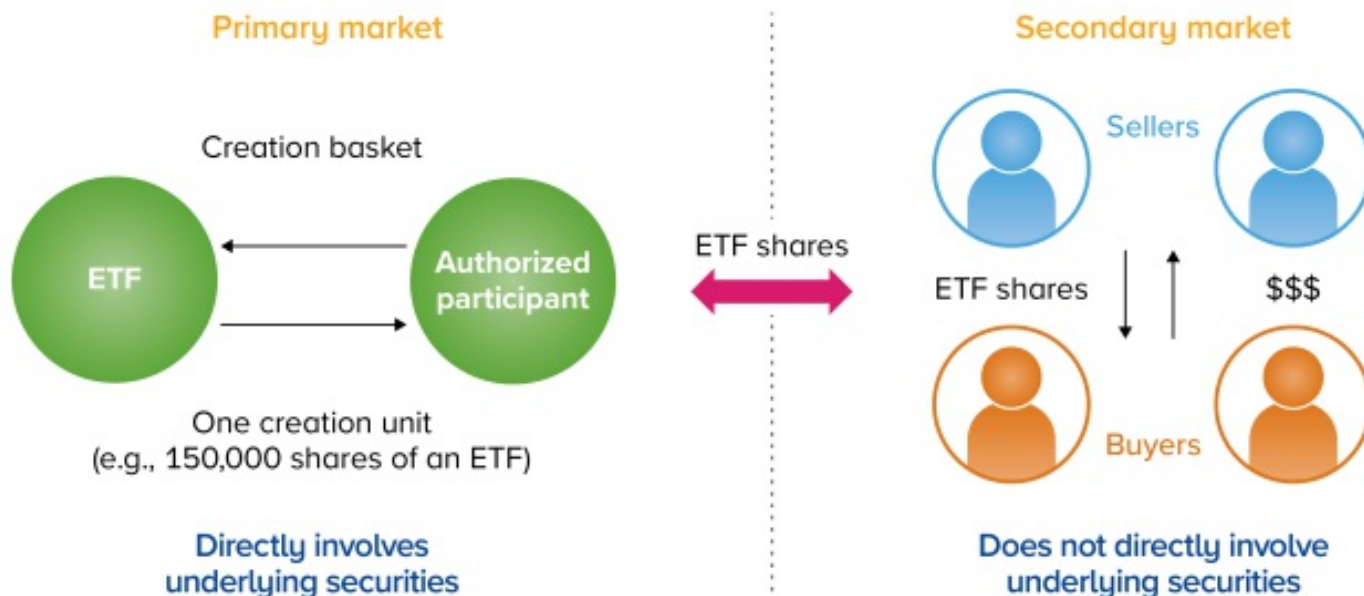 Primary market
Creation basket
ETF
Authorized
participant
One creation unit
(e.g., 150,000 shares of an ETF)
Directly involves
underlying securities
ETF shares
Secondary market
Sellers
ETF shares
$$$
Buyers
Does not directly involve
underlying securities